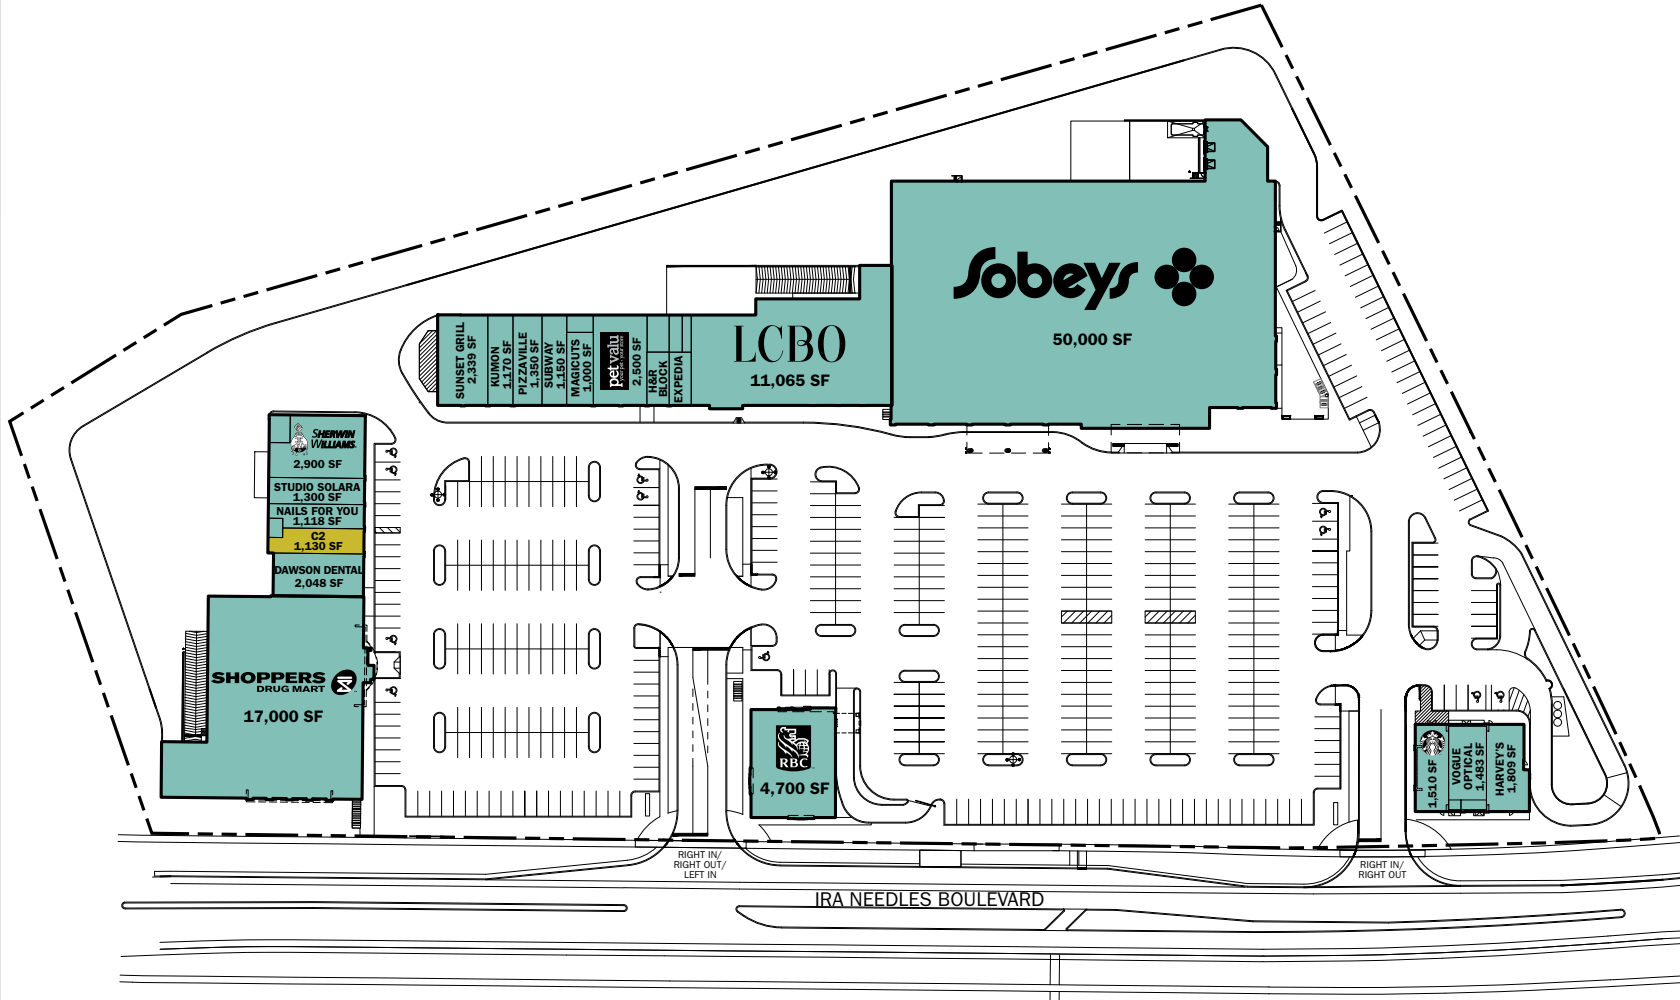 Sobeys
50,000 SF
LCBO
11,065 SF
SUNSET GRILL
2,339 SF
KUMON
1,170 SF
PIZZAVILLE
1,350 SF
SUBWAY
1,150 SF
MAGICUTS
1,000 SF
petvalu
2,500 SF
H&R
BLOCK
EXPEDIA
SHERWIN
WILLIAMS
2,900 SF
STUDIO SOLARA
1,300 SF
NAILS FOR YOU
1,118 SF
C2
1,130 SF
DAWSON DENTAL
2,048 SF
SHOPPERS
DRUG MART
17,000 SF
RBC
4,700 SF
1,510 SF
VOGUE
OPTICAL
1,483 SF
HARVEY'S
1,809 SF
RIGHT IN/
RIGHT OUT/
LEFT IN
RIGHT IN/
RIGHT OUT
IRA NEEDLES BOULEVARD